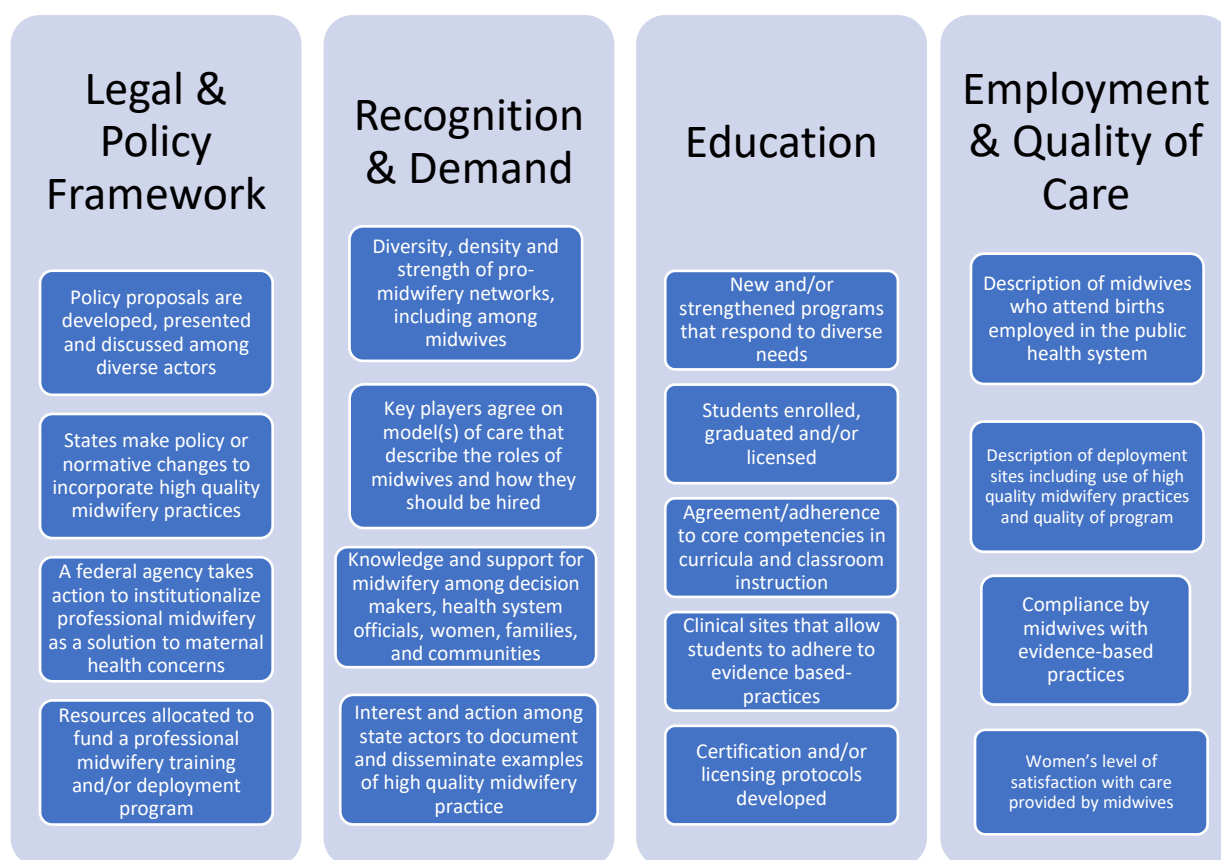 Legal &
Policy
Framework
Policy proposals are
developed, presented
and discussed among
diverse actors
States make policy or
normative changes to
incorporate high quality
midwifery practices
A federal agency takes
action to institutionalize
professional midwifery
as a solution to maternal
health concerns
Resources allocated to
fund a professional
midwifery training
and/or deployment
program
Recognition
& Demand
Diversity, density and
strength of pro-
midwifery networks,
including among
midwives
Key players agree on
model(s) of care that
describe the roles of
midwives and how they
should be hired
Knowledge and support for
midwifery among decision
makers, health system
officials, women, families,
and communities
Interest and action among
state actors to document
and disseminate examples
of high quality midwifery
practice
Education
New and/or
strengthened programs
that respond to diverse
needs
Students enrolled,
graduated and/or
licensed
Agreement/adherence
to core competencies in
curricula and classroom
instruction
Clinical sites that allow
students to adhere to
evidence based-
practices
Certification and/or
licensing protocols
developed
Employment
& Quality of
Care
Description of midwives
who attend births
employed in the public
health system
Description of deployment
sites including use of high
quality midwifery practices
and quality of program
Compliance by
midwives with
evidence-based
practices
Women’s level of
satisfaction with care
provided by midwives